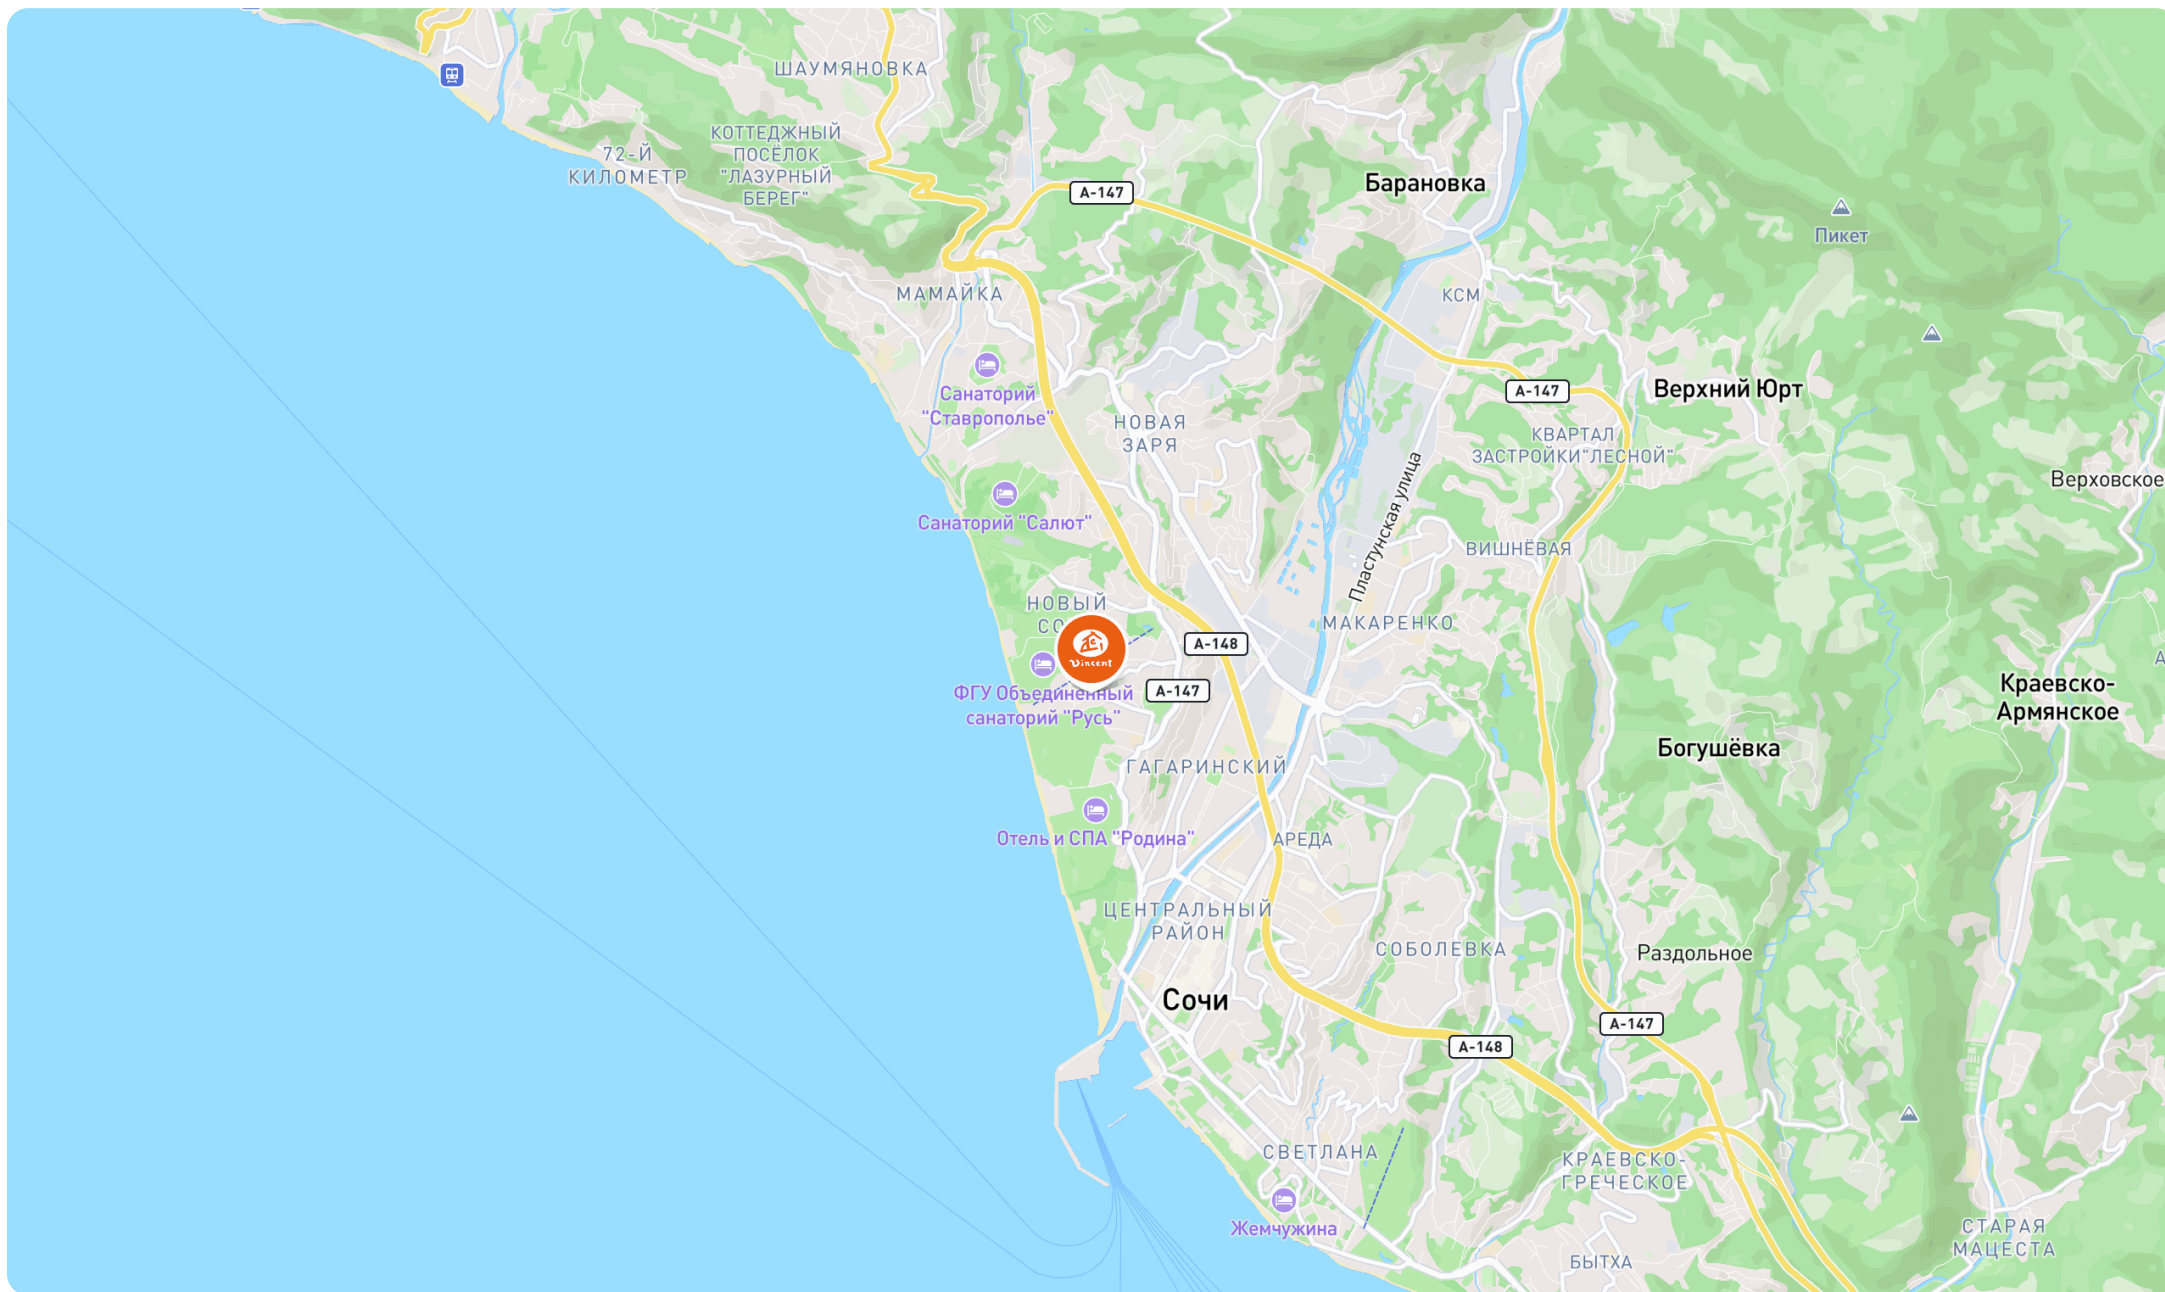 ШАУМЯНОВКА
КОТТЕДЖНЫЙ
ПОСЁЛОК
"ЛАЗУРНЫЙ
БЕРЕГ"
72-Й
КИЛОМЕТР
Барановка
А-147
Пикет
МАМАЙКА
КСМ
Санаторий
"Ставрополье"
А-147
Верхний Юрт
НОВАЯ
ЗАРЯ
КВАРТАЛ
ЗАСТРОЙКИ"ЛЕСНОЙ"
Верховское
Пластунская улица
Санаторий "Салют"
ВИШНЁВАЯ
НОВЫЙ
СО
МАКАРЕНКО
А-148
Vincent
ФГУ Объединенный
санаторий "Русь"
А-147
Краевско-
Армянское
Богушёвка
ГАГАРИНСКИЙ
Отель и СПА "Родина"
АРЕДА
ЦЕНТРАЛЬНЫЙ
РАЙОН
СОБОЛЕВКА
Раздольное
Сочи
А-147
А-148
СВЕТЛАНА
КРАЕВСКО-
ГРЕЧЕСКОЕ
Жемчужина
СТАРАЯ
МАЦЕСТА
БЫТХА